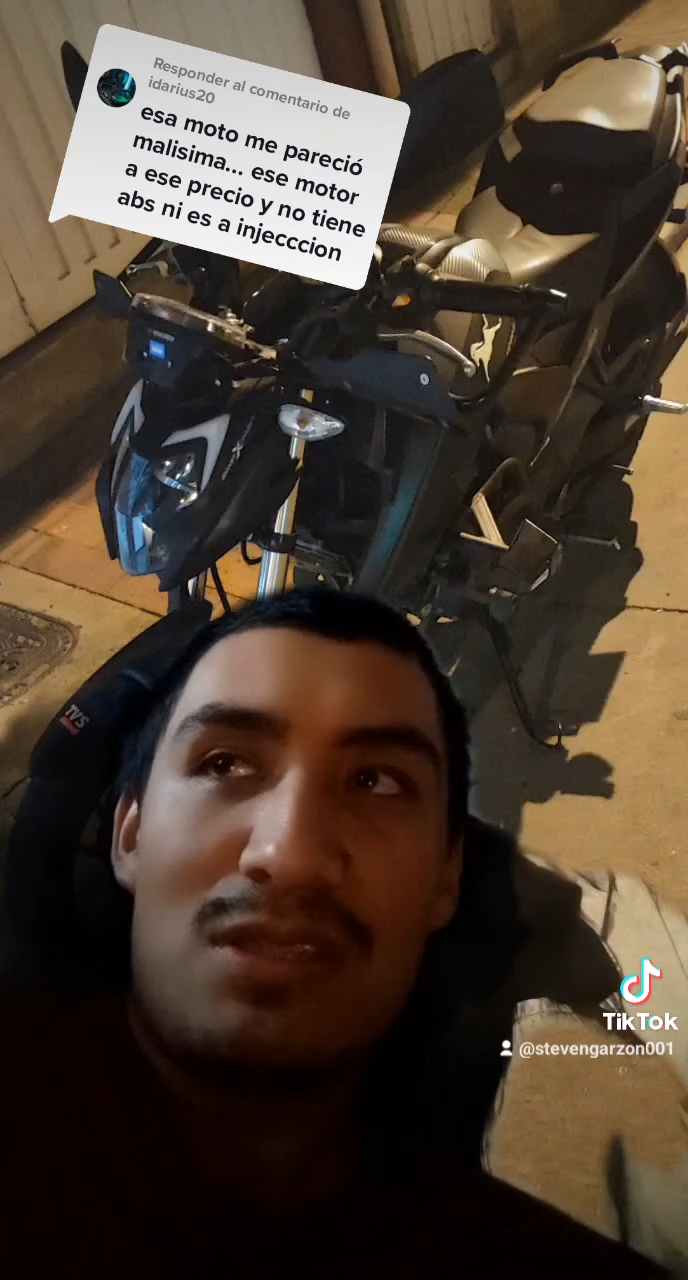 Responder al comentario de
idarius20
esa moto me pareció
malisima... ese motor
a ese precio y no tiene
abs ni es a injecccion
TVS
TikTok
@stevengarzon001